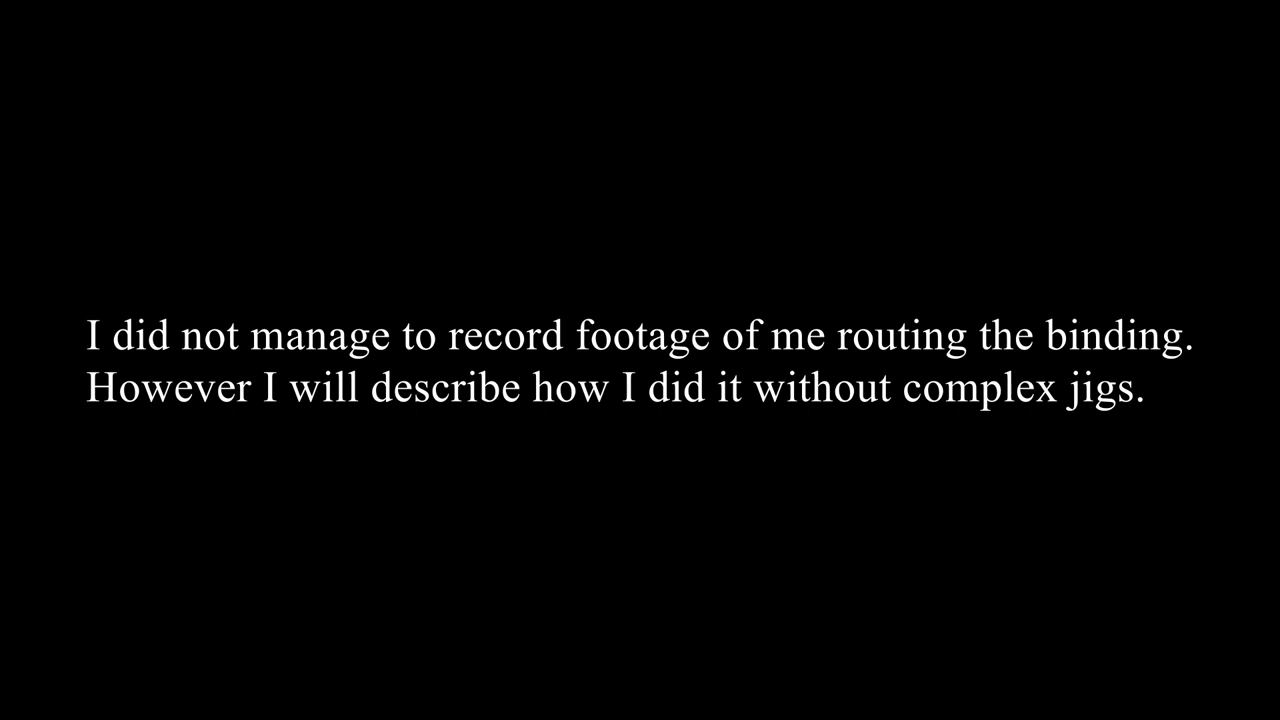 I did not manage to record footage of me routing the binding.
However I will describe how I did it without complex jigs.